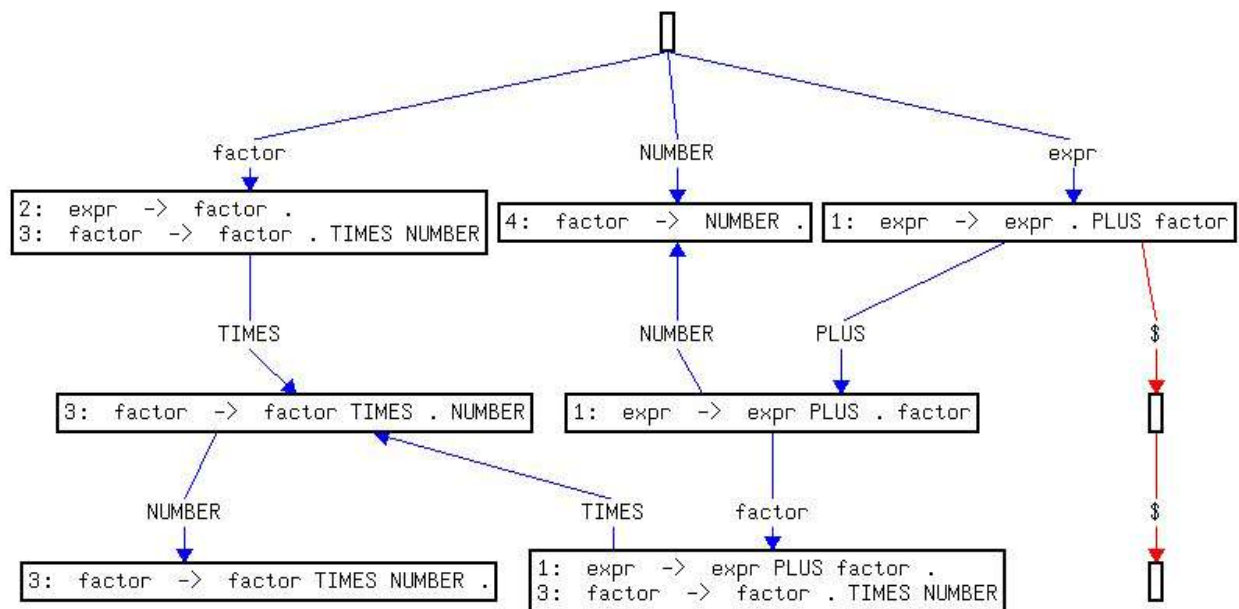 factor
NUMBER
expr
2: expr -> factor .
3: factor -> factor . TIMES NUMBER
4: factor -> NUMBER .
1: expr -> expr . PLUS factor
TIMES
NUMBER
PLUS
$
3: factor -> factor TIMES . NUMBER
1: expr -> expr PLUS . factor
NUMBER
TIMES
factor
$
3: factor -> factor TIMES NUMBER .
1: expr -> expr PLUS factor .
3: factor -> factor . TIMES NUMBER